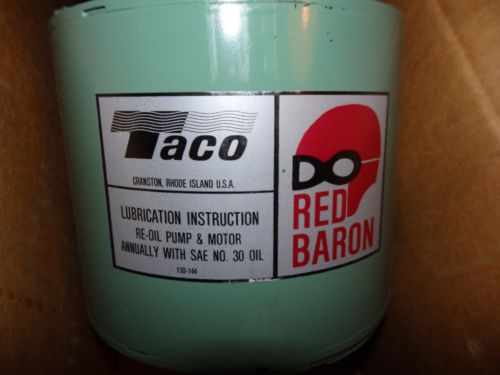 Taco
CRANSTON, RHODE ISLAND U.S.A.
LUBRICATION INSTRUCTION
RE-OIL PUMP & MOTOR
ANNUALLY WITH SAE NO. 30 OIL
110-144
DO
RED
BARON